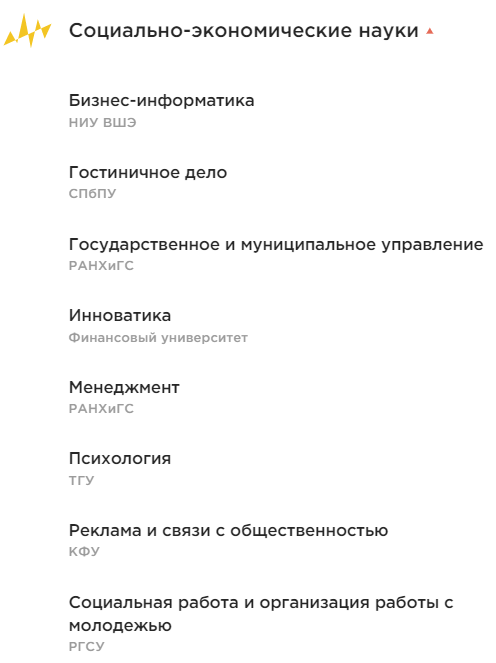 Социально-экономические науки
Бизнес-информатика
НИУ ВШЭ
Гостиничное дело
СПбПУ
Государственное и муниципальное управление
РАНХиГС
Инноватика
Финансовый университет
Менеджмент
РАНХиГС
Психология
ТГУ
Реклама и связи с общественностью
КФУ
Социальная работа и организация работы с
молодежью
РГСУ